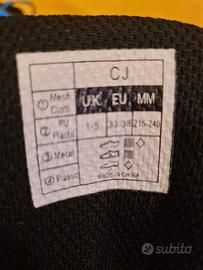 CJ
① Mesh Cloth
UK EU MM
② PU Plastic
1-5 33-38 215-240
③ Metal
④ Plastic
MADE IN CHINA
subito